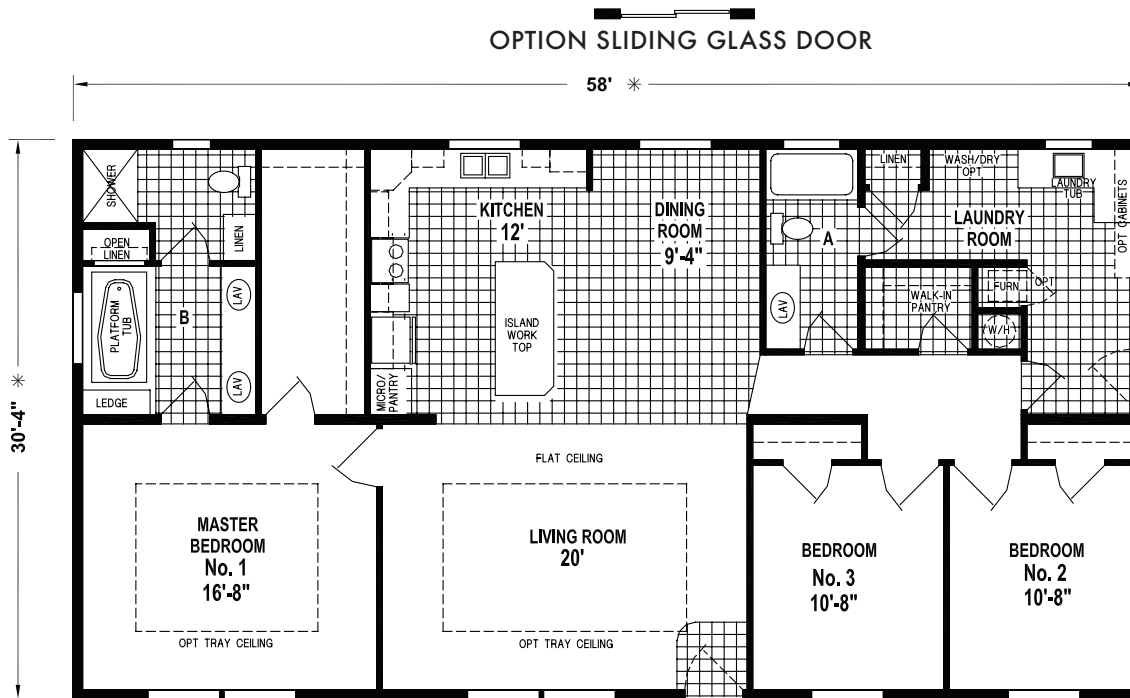 OPTION SLIDING GLASS DOOR
58' ✳
30'-4" ✳
SHOWER
OPEN
LINEN
LINEN
PLATFORM
TUB
B
LAV
LAV
LEDGE
KITCHEN
12'
ISLAND
WORK
TOP
MICRO/
PANTRY
DINING
ROOM
9'-4"
A
LAV
LINEN
WASH/DRY
OPT
LAUNDRY
TUB
OPT CABINETS
LAUNDRY
ROOM
WALK-IN
PANTRY
FURN
OPT
W/H
FLAT CEILING
MASTER
BEDROOM
No. 1
16'-8"
OPT TRAY CEILING
LIVING ROOM
20'
OPT TRAY CEILING
BEDROOM
No. 3
10'-8"
BEDROOM
No. 2
10'-8"